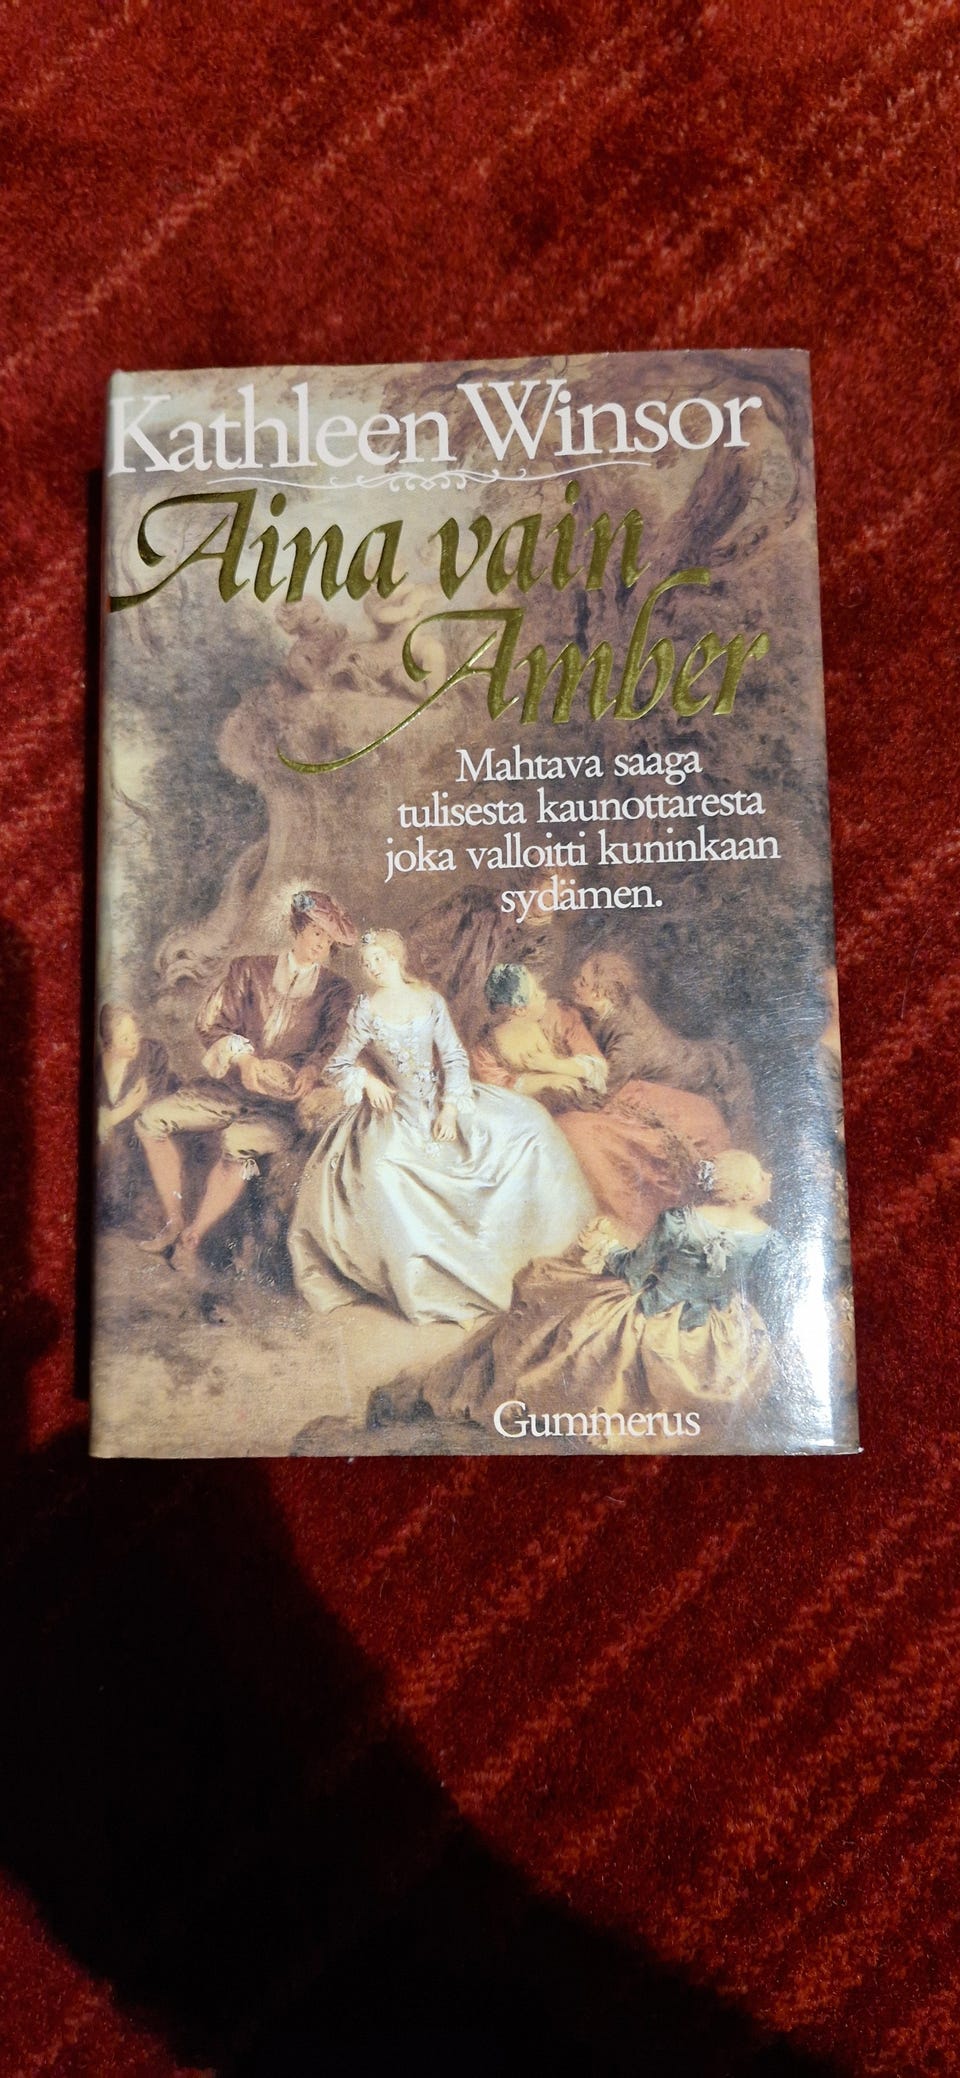 Kathleen Winsor
Aina vain
Amber
Mahtava saaga
tulisesta kaunottaresta
joka valloitti kuninkaan
sydämen.
Gummerus